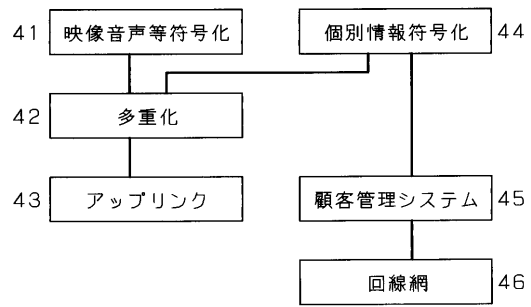 41 映像音声等符号化
個別情報符号化 44
42 多重化
43 アップリンク
顧客管理システム 45
回線網 46